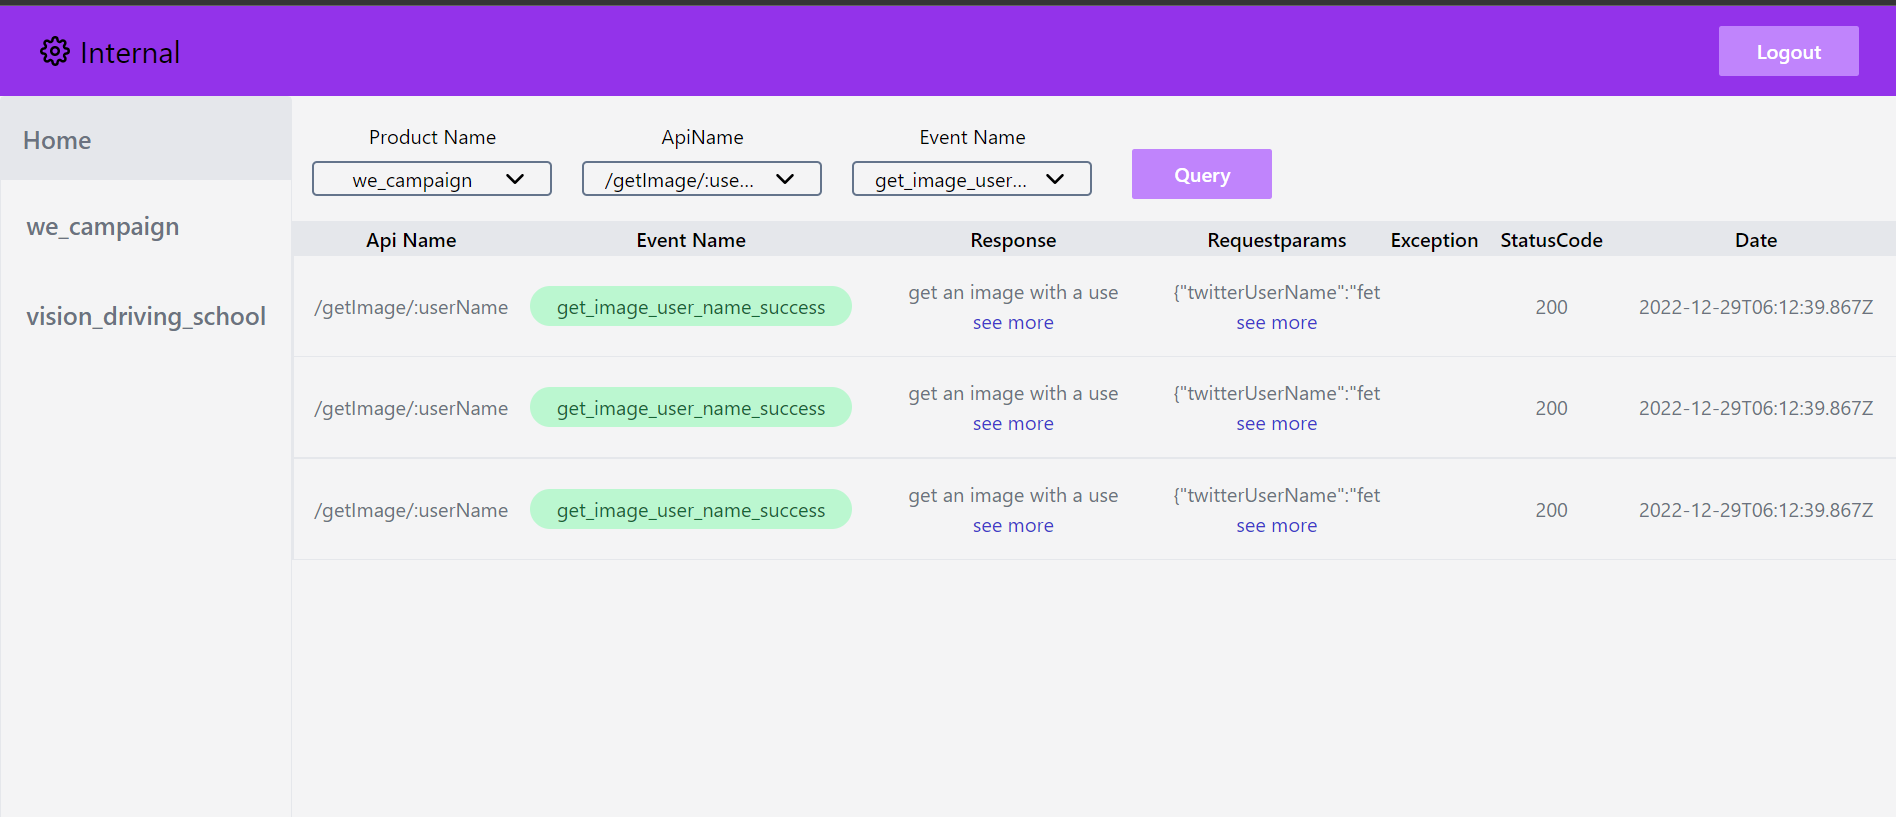 Internal
Logout
Home
we_campaign
vision_driving_school
Product Name ApiName Event Name
we_campaign /getImage/:use... get_image_user... Query
Api Name Event Name Response Requestparams Exception StatusCode Date
/getImage/:userName get_image_user_name_success get an image with a use see more {"twitterUserName":"fet see more 200 2022-12-29T06:12:39.867Z
/getImage/:userName get_image_user_name_success get an image with a use see more {"twitterUserName":"fet see more 200 2022-12-29T06:12:39.867Z
/getImage/:userName get_image_user_name_success get an image with a use see more {"twitterUserName":"fet see more 200 2022-12-29T06:12:39.867Z